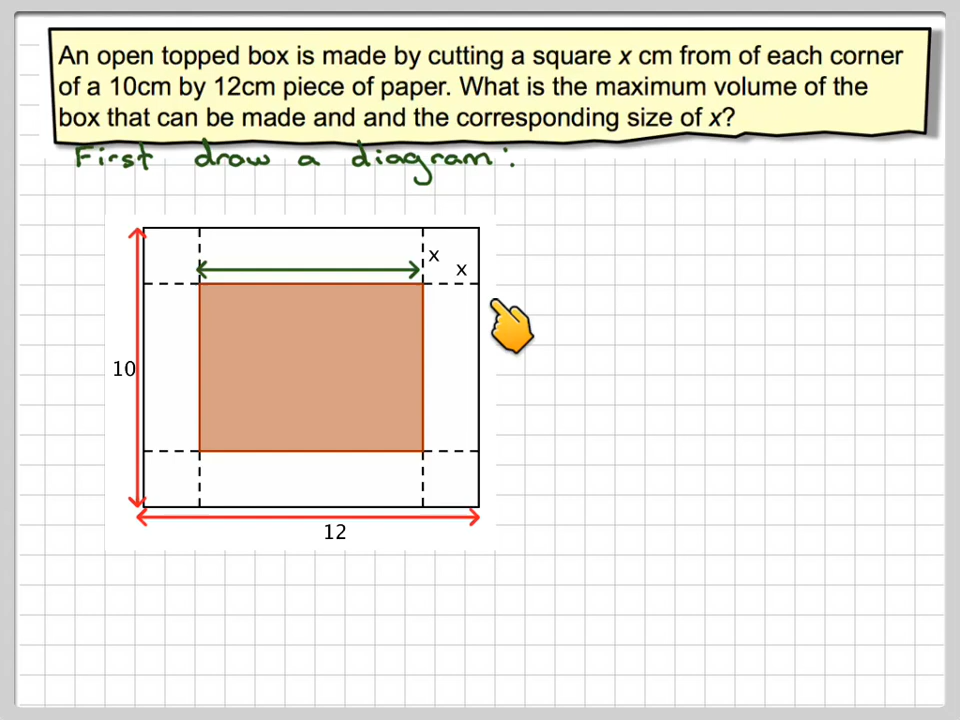 An open topped box is made by cutting a square x cm from of each corner
of a 10cm by 12cm piece of paper. What is the maximum volume of the
box that can be made and and the corresponding size of x?
First draw a diagram:
x
x
10
12